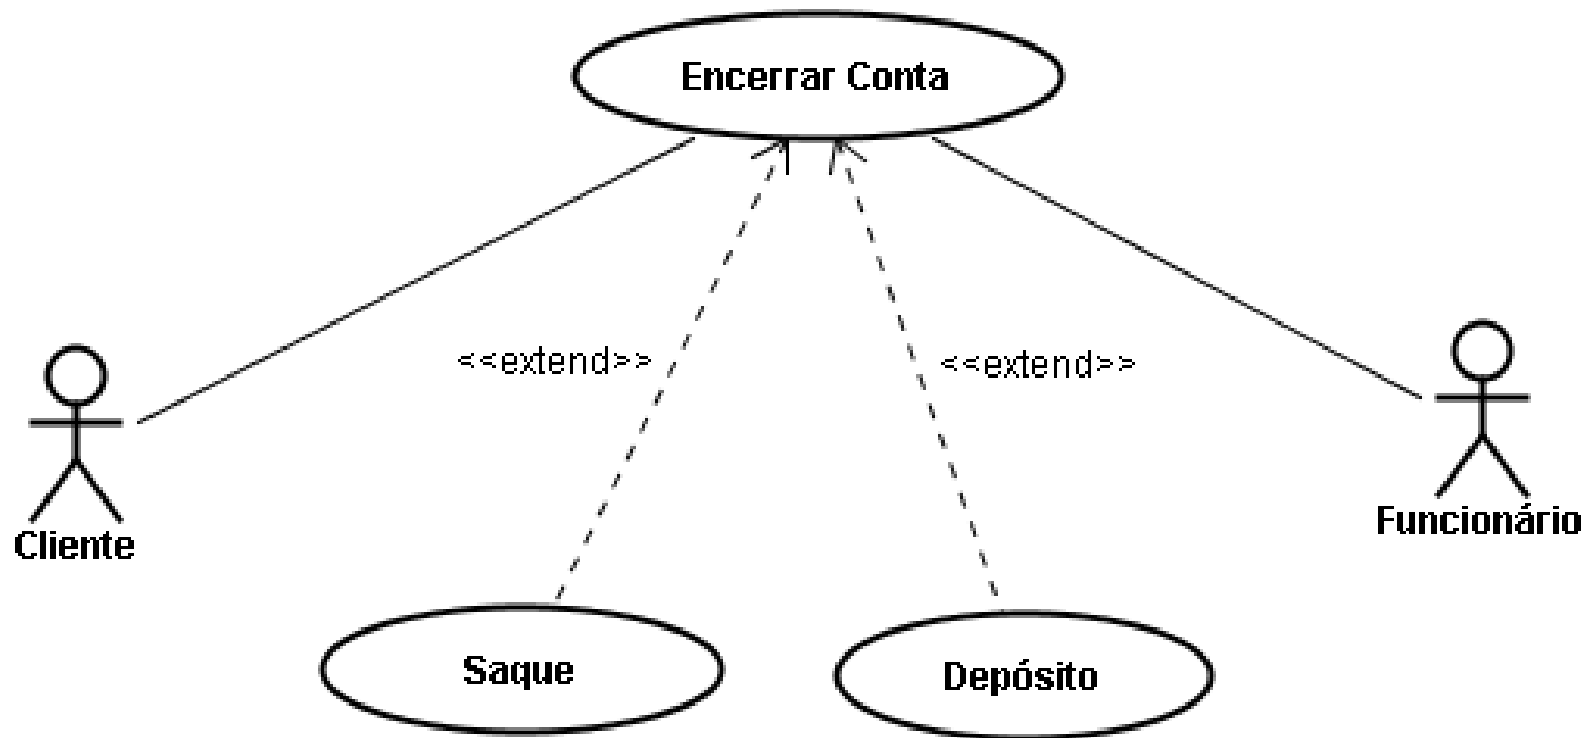 Encerrar Conta
<<extend>>
<<extend>>
Cliente
Funcionário
Saque
Depósito